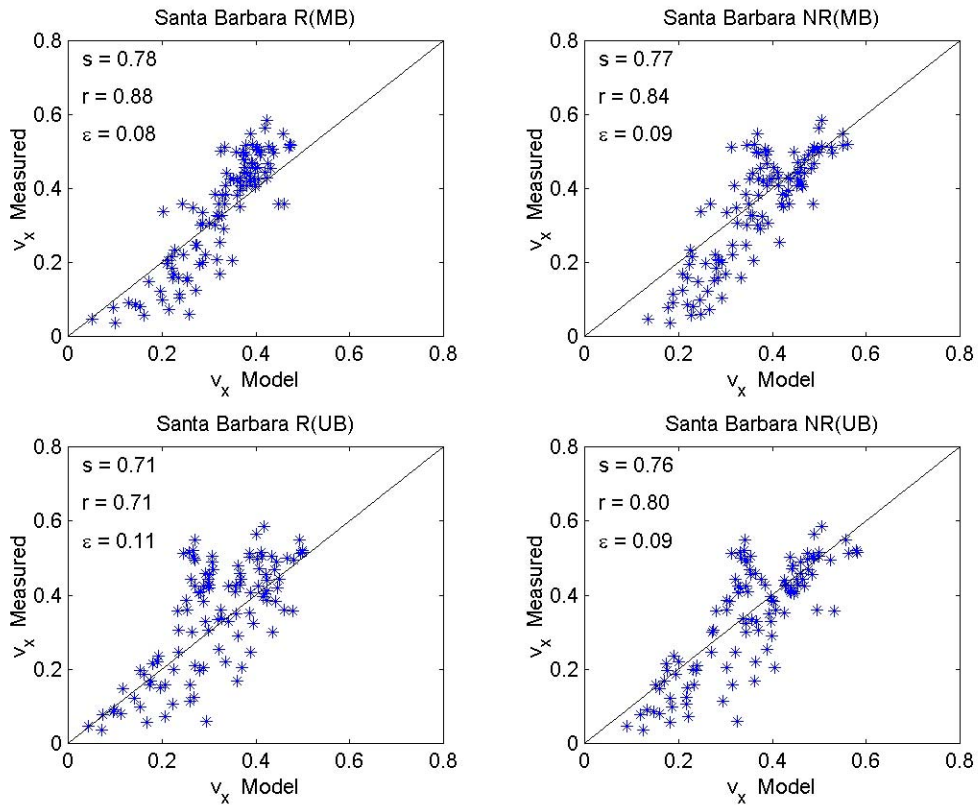 Santa Barbara R(MB)
s = 0.78
r = 0.88
ε = 0.08
v_x Measured
0.8
0.6
0.4
0.2
0
0 0.2 0.4 0.6 0.8
v_x Model
Santa Barbara NR(MB)
s = 0.77
r = 0.84
ε = 0.09
v_x Measured
0.8
0.6
0.4
0.2
0
0 0.2 0.4 0.6 0.8
v_x Model
Santa Barbara R(UB)
s = 0.71
r = 0.71
ε = 0.11
v_x Measured
0.8
0.6
0.4
0.2
0
0 0.2 0.4 0.6 0.8
v_x Model
Santa Barbara NR(UB)
s = 0.76
r = 0.80
ε = 0.09
v_x Measured
0.8
0.6
0.4
0.2
0
0 0.2 0.4 0.6 0.8
v_x Model